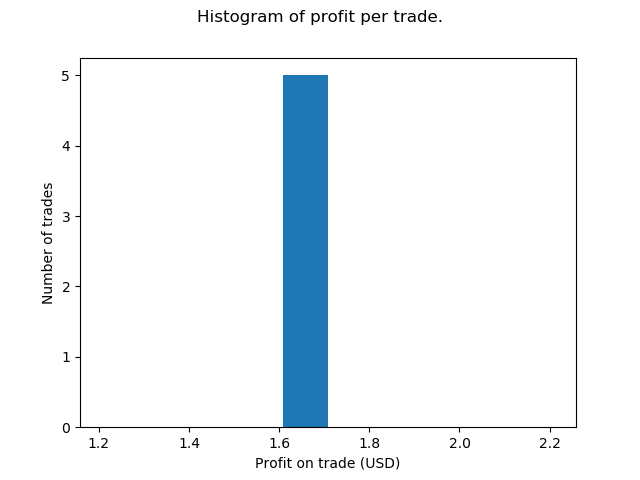 Histogram of profit per trade.
5
4
3
2
1
0
Number of trades
1.2 1.4 1.6 1.8 2.0 2.2
Profit on trade (USD)